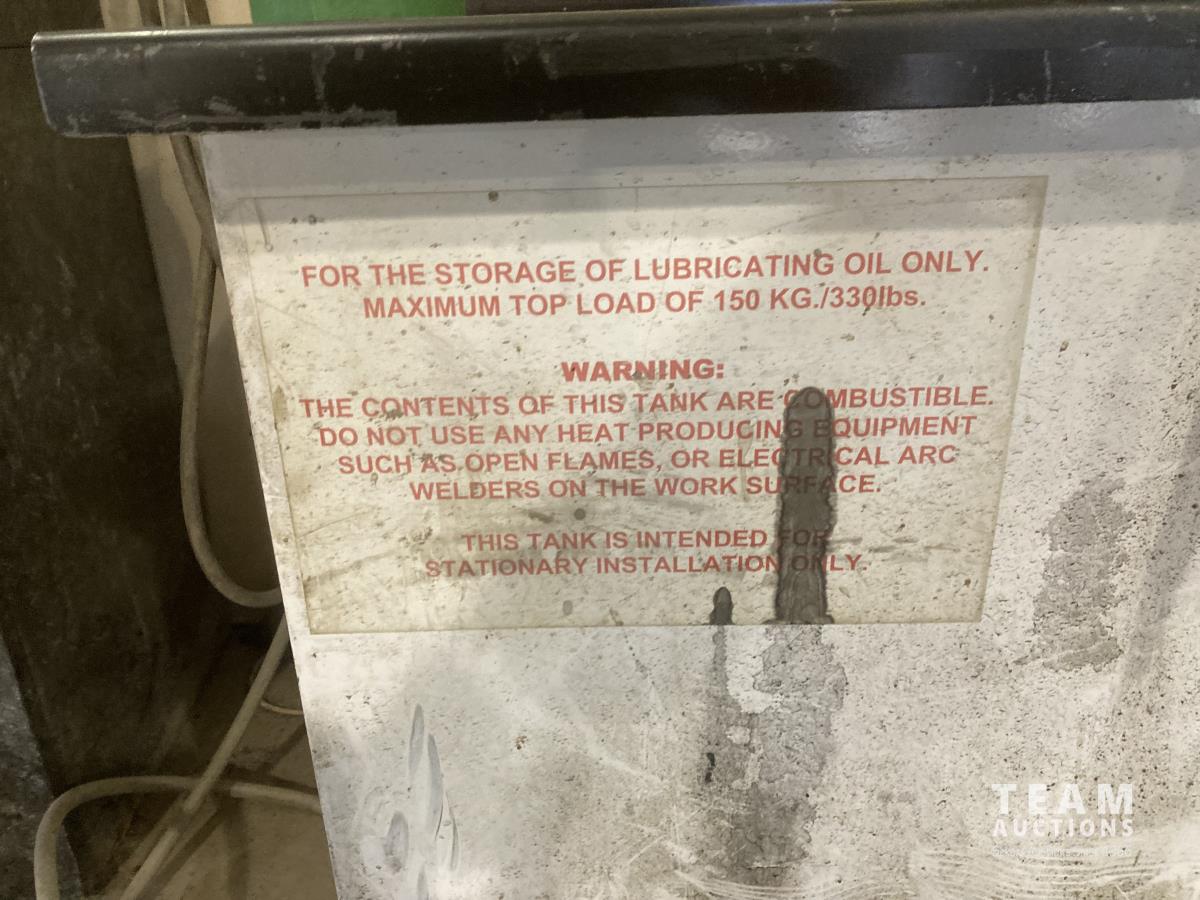 FOR THE STORAGE OF LUBRICATING OIL ONLY.
MAXIMUM TOP LOAD OF 150 KG./330lbs.
WARNING:
THE CONTENTS OF THIS TANK ARE COMBUSTIBLE.
DO NOT USE ANY HEAT PRODUCING EQUIPMENT
SUCH AS OPEN FLAMES, OR ELECTRICAL ARC
WELDERS ON THE WORK SURFACE.
THIS TANK IS INTENDED FOR
STATIONARY INSTALLATION ONLY.
TEAM
AUCTIONS